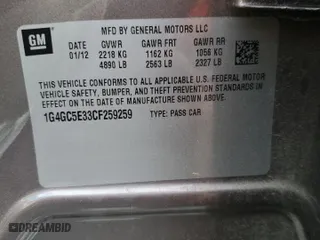 GM
MFD BY GENERAL MOTORS LLC
DATE GVWR GAWR FRT GAWR RR
01/12 2218 KG 1162 KG 1056 KG
4890 LB 2563 LB 2327 LB
THIS VEHICLE CONFORMS TO ALL APPLICABLE U.S. FEDERAL MOTOR
VEHICLE SAFETY, BUMPER, AND THEFT PREVENTION STANDARDS IN
EFFECT ON THE DATE OF MANUFACTURE SHOWN ABOVE.
1G4GC5E33CF259259 TYPE: PASS CAR
DREAMBID